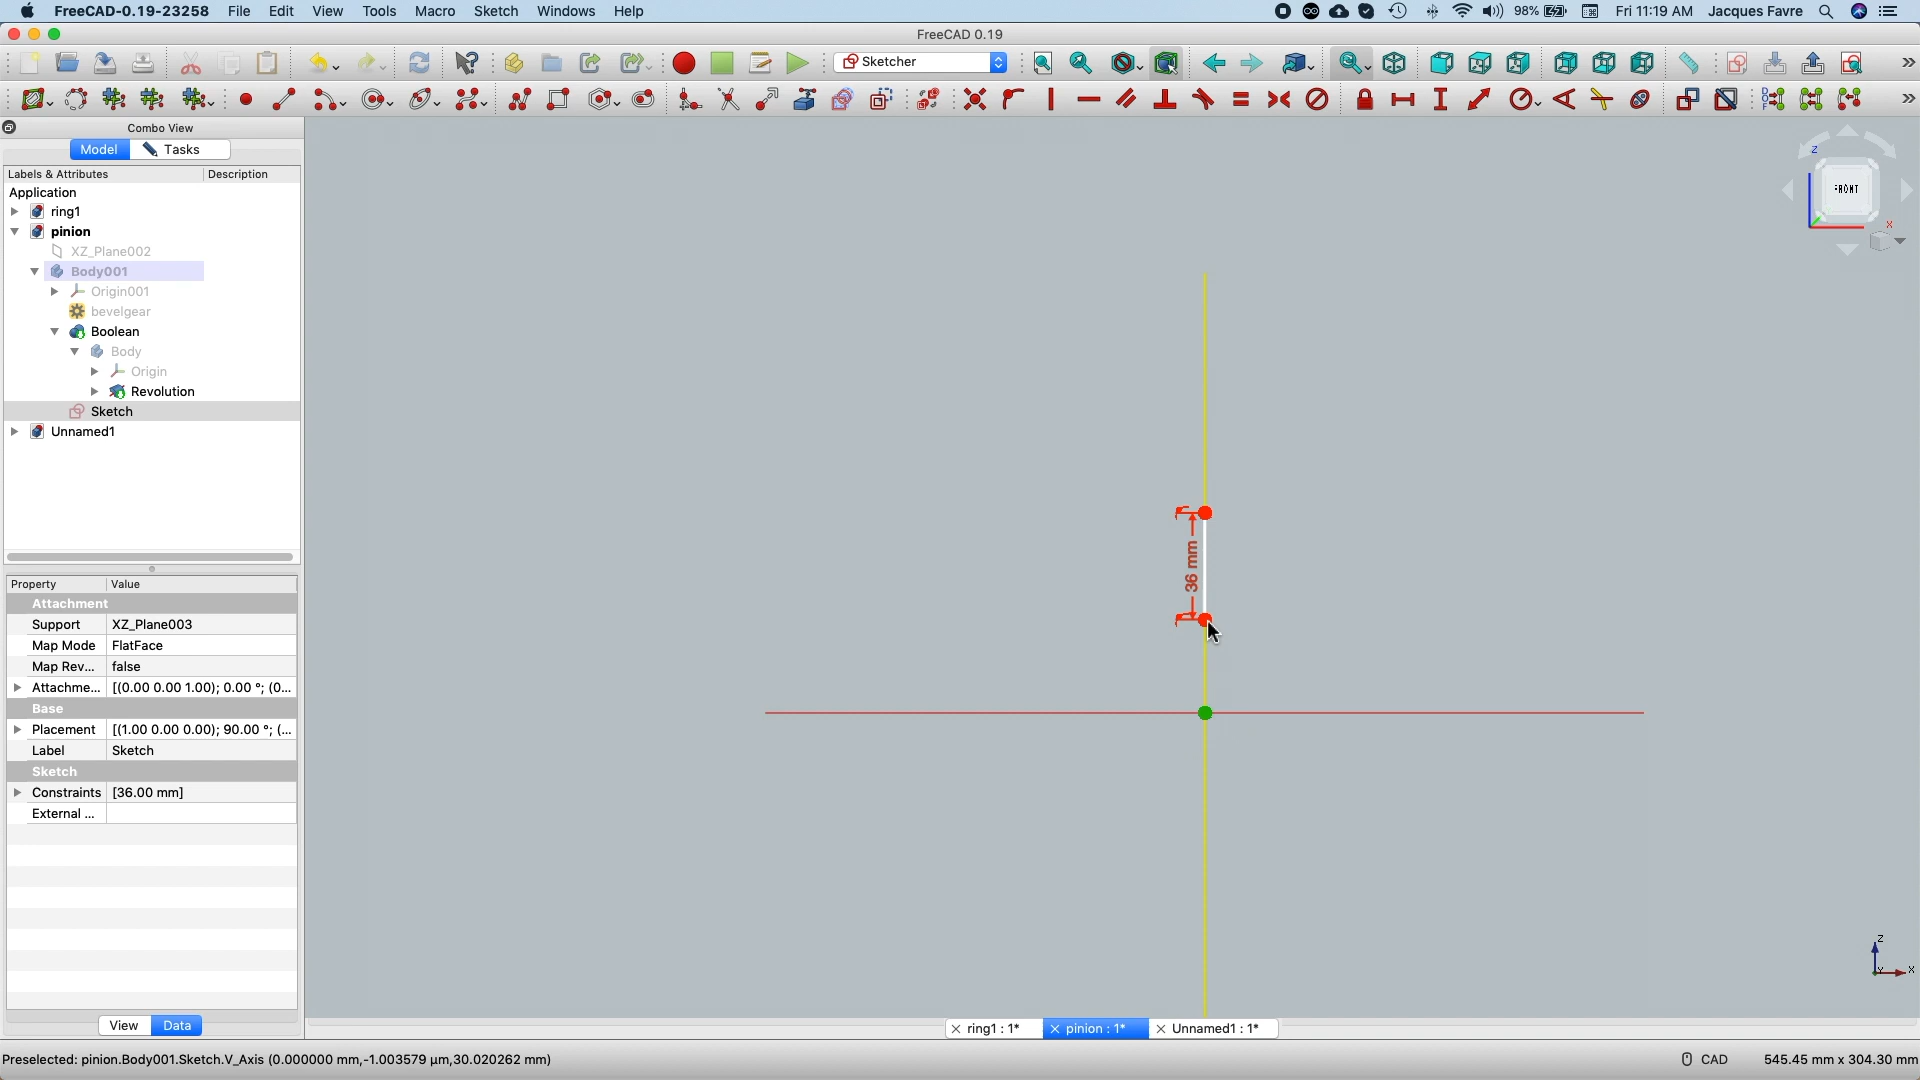 FreeCAD-0.19-23258 File Edit View Tools Macro Sketch Windows Help 98% Fri 11:19 AM Jacques Favre
FreeCAD 0.19
Sketcher
Combo View
Model Tasks
Labels & Attributes Description
Application
ring1
pinion
XZ_Plane002
Body001
Origin001
bevelgear
Boolean
Body
Origin
Revolution
Sketch
Unnamed1
Z
FRONT
X
36 mm
Property Value
Attachment
Support XZ_Plane003
Map Mode FlatFace
Map Rev... false
Attachme... [(0.00 0.00 1.00); 0.00 °; (0...
Base
Placement [(1.00 0.00 0.00); 90.00 °; (...
Label Sketch
Sketch
Constraints [36.00 mm]
External ...
Z
Y X
View Data
ring1 : 1* pinion : 1* Unnamed1 : 1*
Preselected: pinion.Body001.Sketch.V_Axis (0.000000 mm,-1.003579 µm,30.020262 mm) CAD 545.45 mm x 304.30 mm